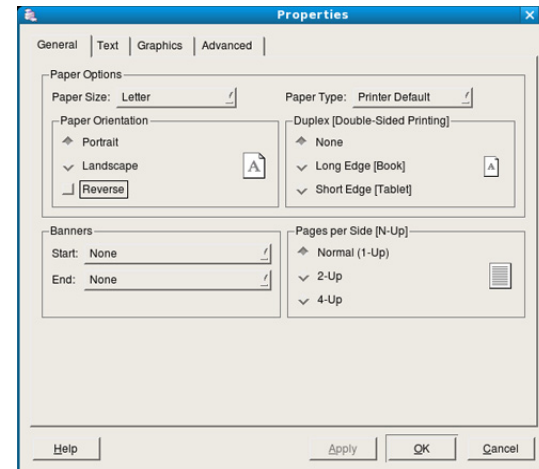 Properties
General Text Graphics Advanced
Paper Options
Paper Size: Letter Paper Type: Printer Default
Paper Orientation Duplex [Double-Sided Printing]
Portrait None
Landscape A Long Edge [Book] A
Reverse Short Edge [Tablet]
Banners Pages per Side [N-Up]
Start: None Normal (1-Up)
End: None 2-Up
4-Up
Help Apply OK Cancel